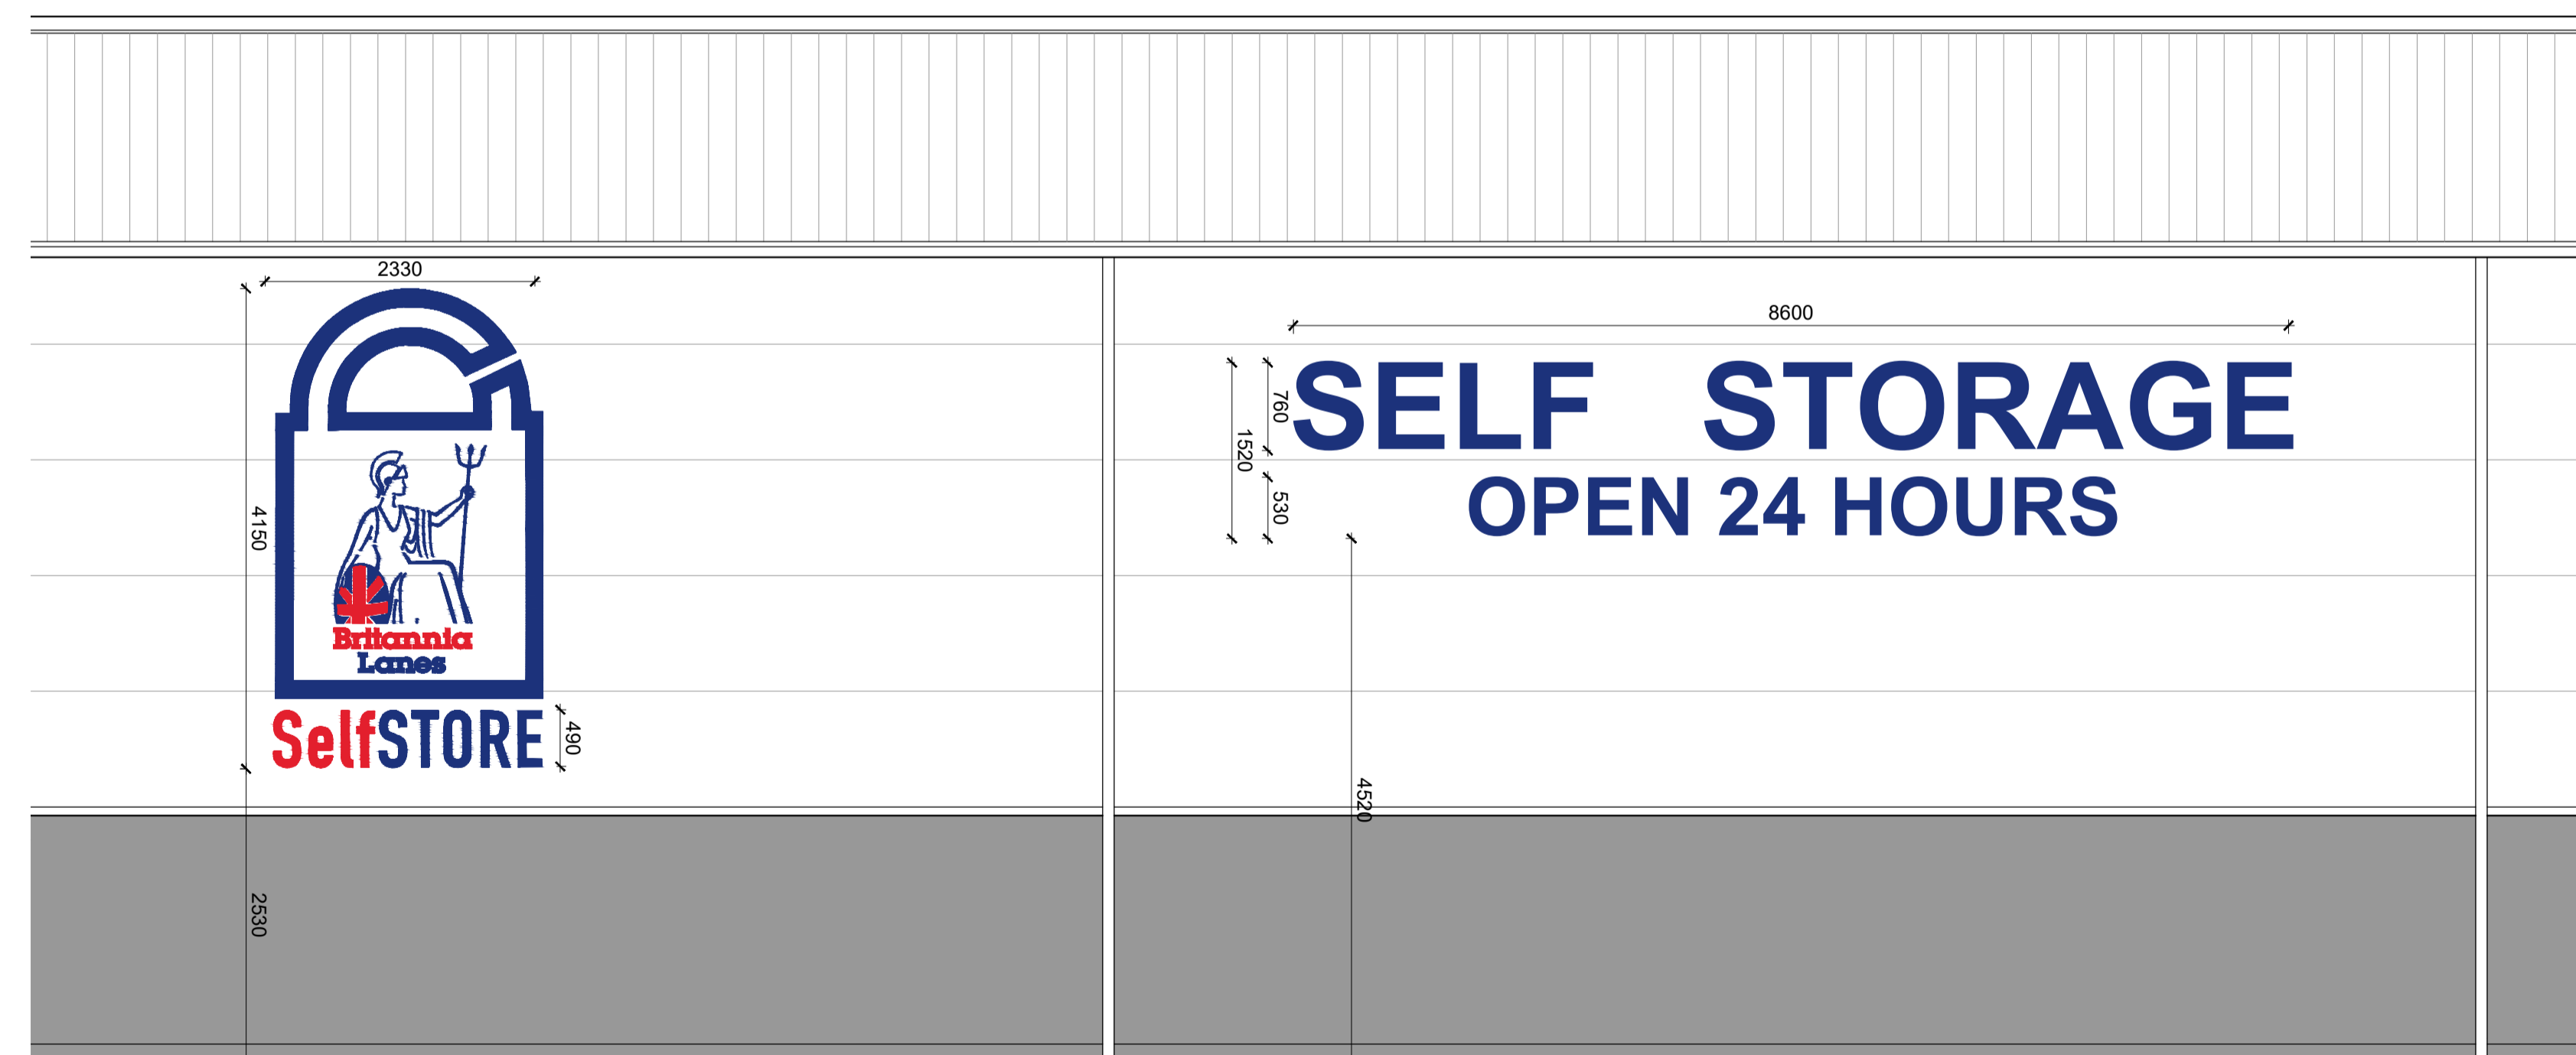 2330
4150
Britannia
Lanes
SelfSTORE
490
2530
8600
760
1520
530
SELF STORAGE
OPEN 24 HOURS
4520